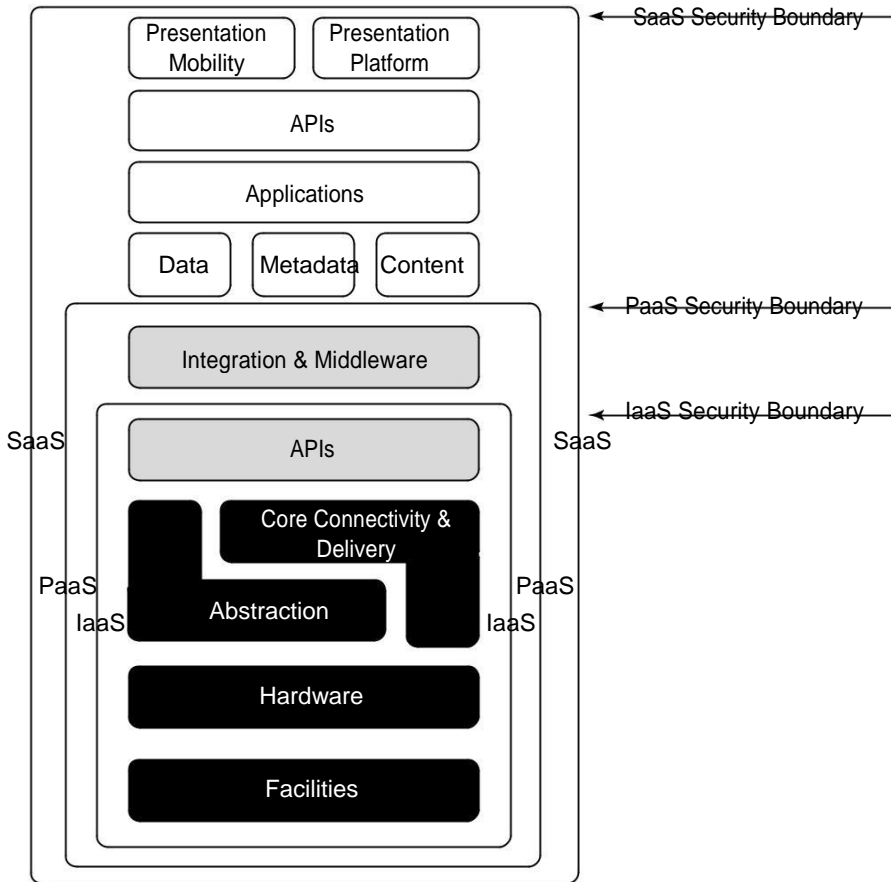 SaaS Security Boundary
Presentation
Mobility
Presentation
Platform
APIs
Applications
Data
Metadata
Content
PaaS Security Boundary
Integration & Middleware
IaaS Security Boundary
SaaS
APIs
SaaS
Core Connectivity &
Delivery
PaaS
PaaS
Abstraction
IaaS
IaaS
Hardware
Facilities